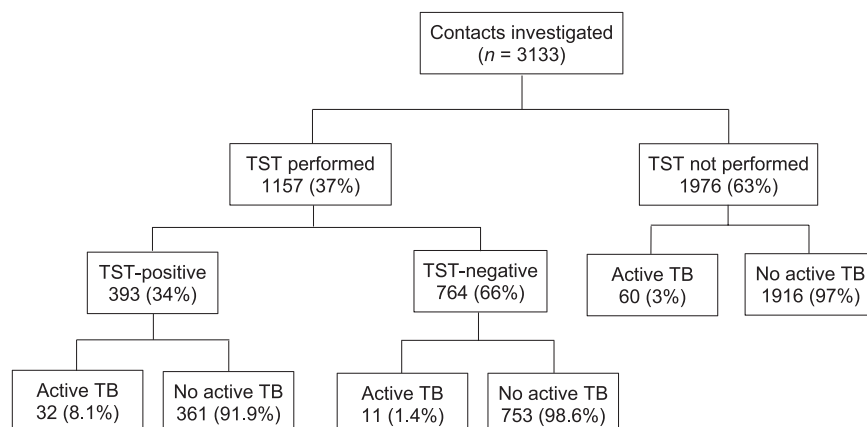 Contacts investigated
(n = 3133)
TST performed
1157 (37%)
TST not performed
1976 (63%)
TST-positive
393 (34%)
TST-negative
764 (66%)
Active TB
60 (3%)
No active TB
1916 (97%)
Active TB
32 (8.1%)
No active TB
361 (91.9%)
Active TB
11 (1.4%)
No active TB
753 (98.6%)